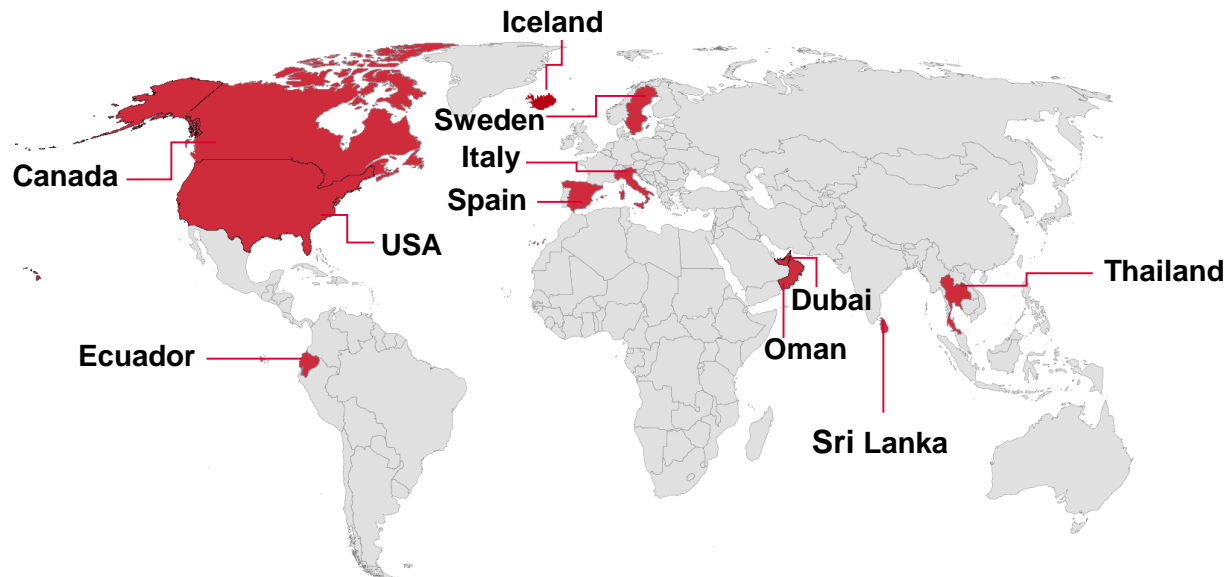 Iceland
Sweden
Italy
Canada
Spain
USA
Thailand
Dubai
Oman
Ecuador
Sri Lanka